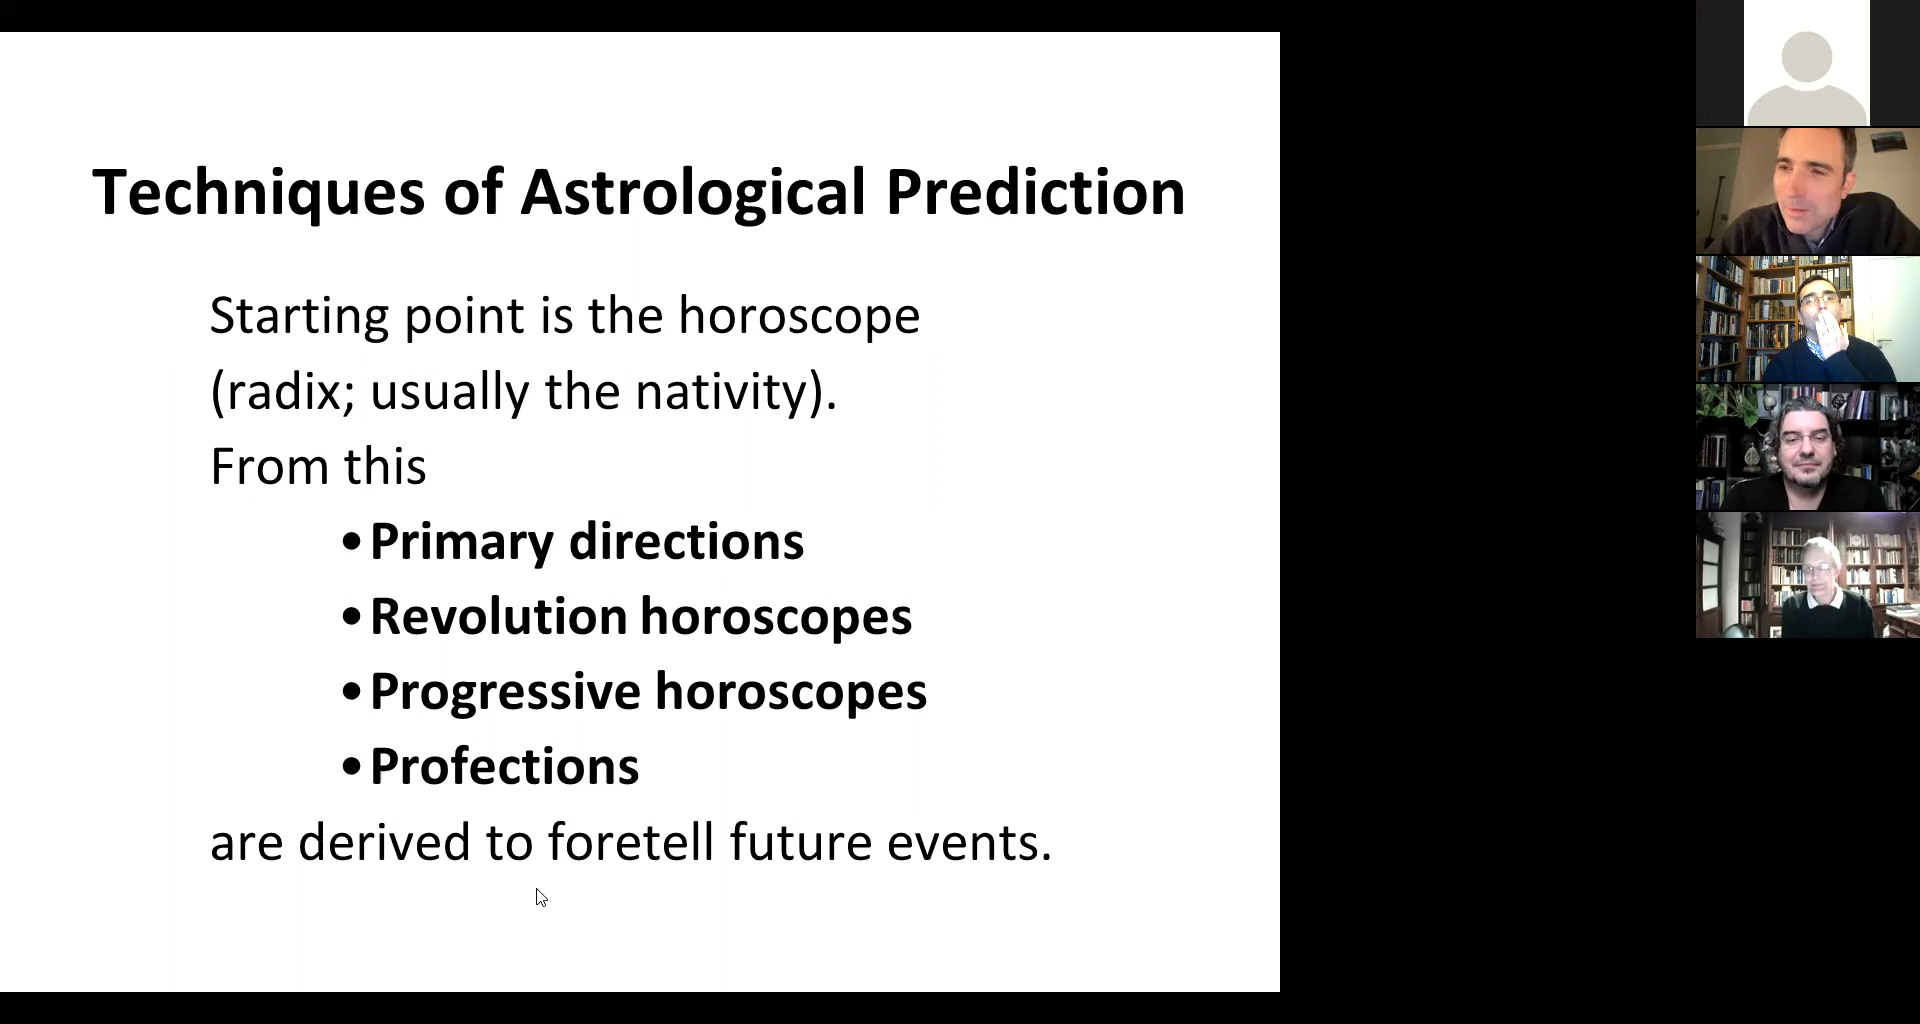 Techniques of Astrological Prediction
Starting point is the horoscope
(radix; usually the nativity).
From this
•Primary directions
•Revolution horoscopes
•Progressive horoscopes
•Profections
are derived to foretell future events.